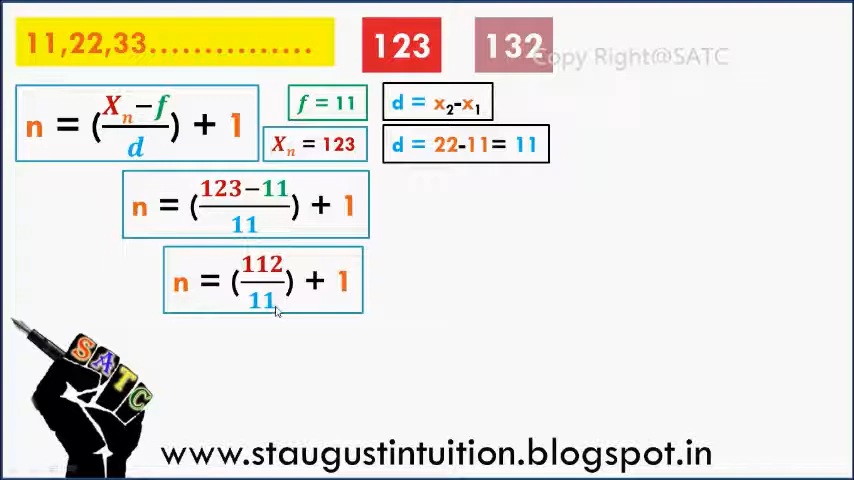 11,22,33...............
123
132
Copy Right@SATC
n = (Xₙ−f / d) + 1
f = 11
d = x₂-x₁
Xₙ = 123
d = 22-11= 11
n = (123−11 / 11) + 1
n = (112 / 11) + 1
SATC
www.staugustintuition.blogspot.in